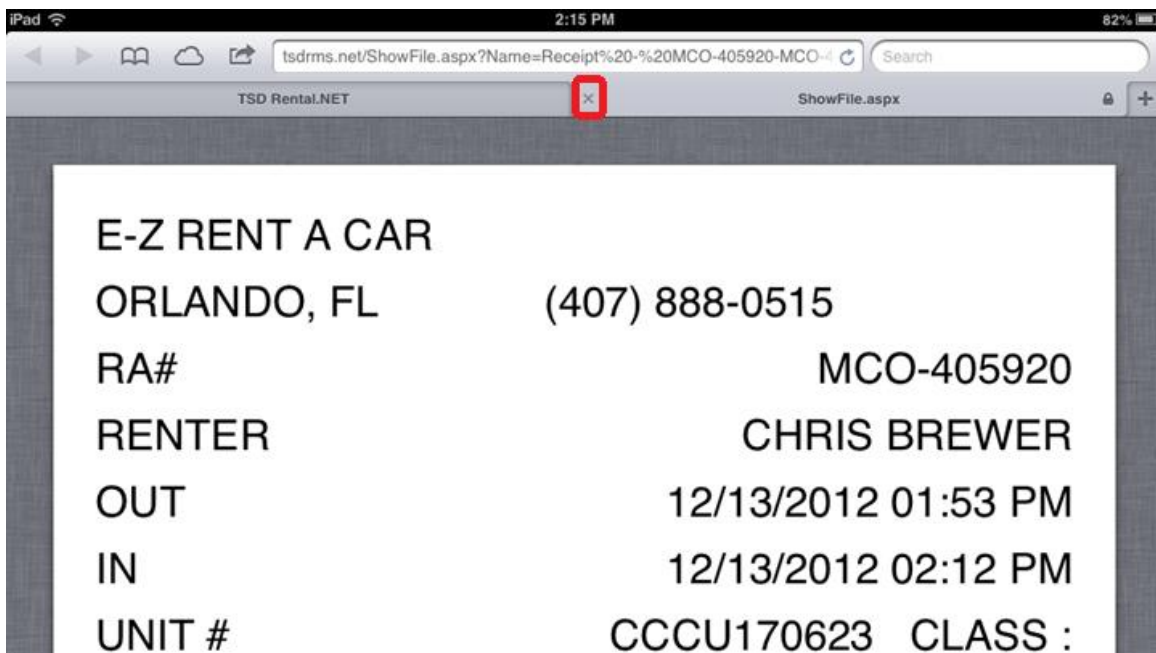 iPad 2:15 PM 82%
tsdrms.net/ShowFile.aspx?Name=Receipt%20-%20MCO-405920-MCO-4 Search
TSD Rental.NET × ShowFile.aspx +
E-Z RENT A CAR
ORLANDO, FL (407) 888-0515
RA# MCO-405920
RENTER CHRIS BREWER
OUT 12/13/2012 01:53 PM
IN 12/13/2012 02:12 PM
UNIT # CCCU170623 CLASS :